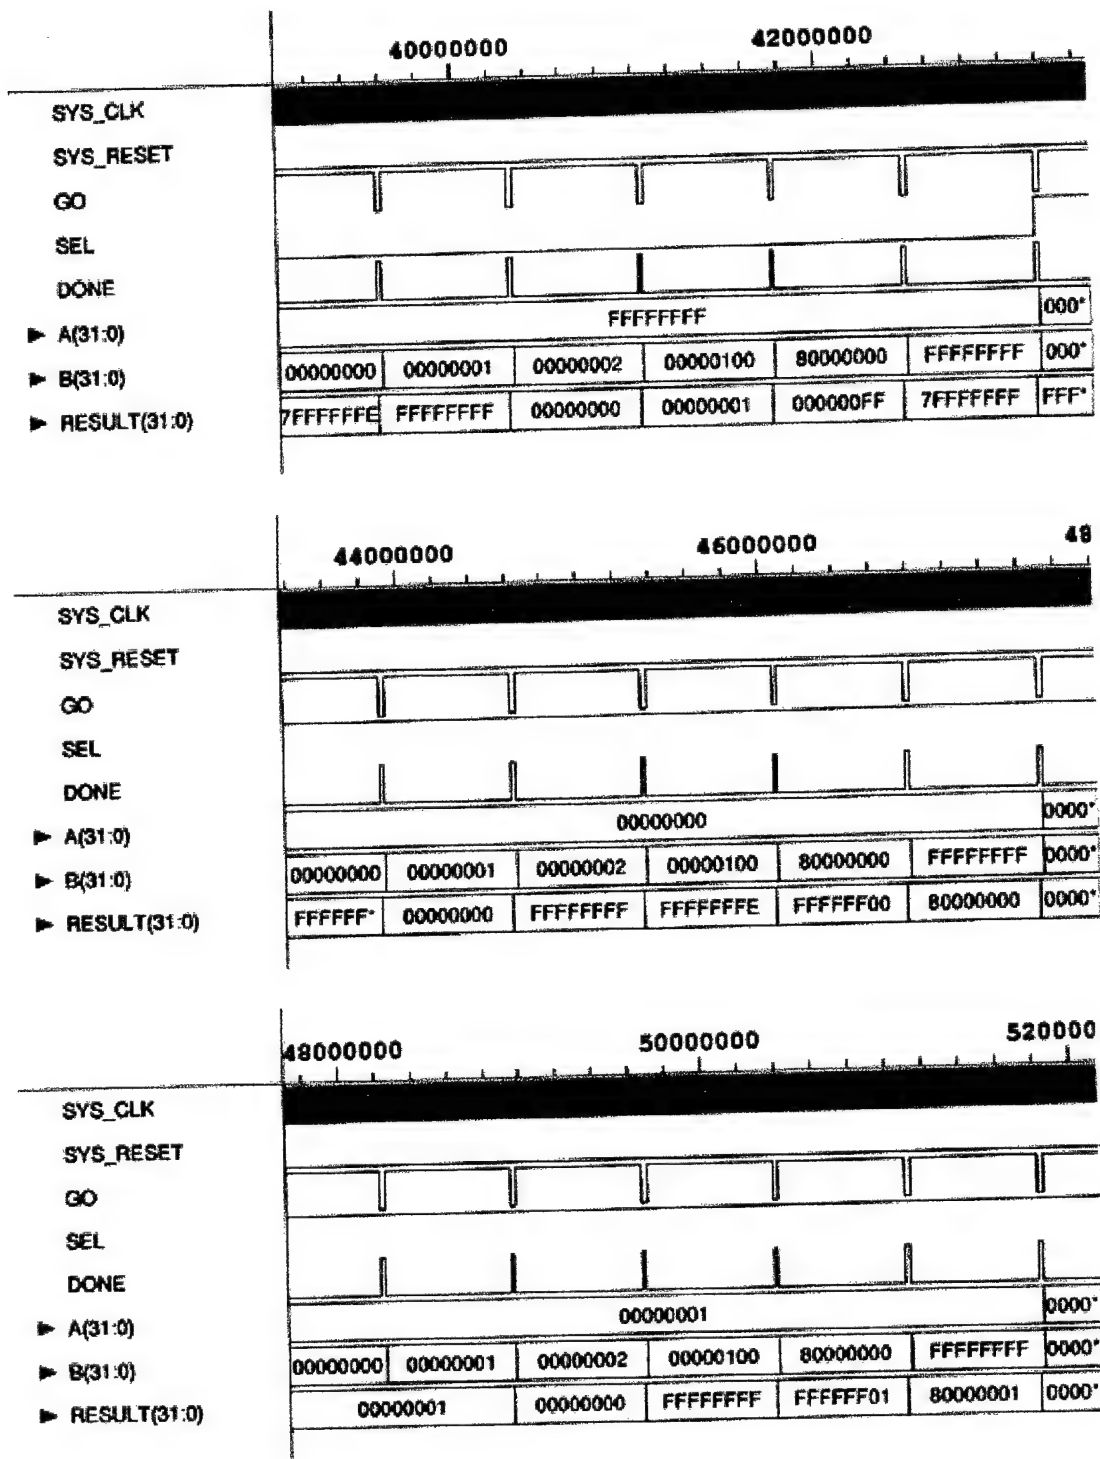 40000000 42000000
SYS_CLK
SYS_RESET
GO
SEL
DONE
A(31:0) FFFFFFFF 000*
B(31:0) 00000000 00000001 00000002 00000100 80000000 FFFFFFFF 000*
RESULT(31:0) 7FFFFFFE FFFFFFFF 00000000 00000001 000000FF 7FFFFFFF FFF*
44000000 46000000 48
SYS_CLK
SYS_RESET
GO
SEL
DONE
A(31:0) 00000000 0000*
B(31:0) 00000000 00000001 00000002 00000100 80000000 FFFFFFFF 0000*
RESULT(31:0) FFFFFF* 00000000 FFFFFFFF FFFFFFFE FFFFFF00 80000000 0000*
48000000 50000000 520000
SYS_CLK
SYS_RESET
GO
SEL
DONE
A(31:0) 00000001 0000*
B(31:0) 00000000 00000001 00000002 00000100 80000000 FFFFFFFF 0000*
RESULT(31:0) 00000001 00000000 FFFFFFFF FFFFFF01 80000001 0000*